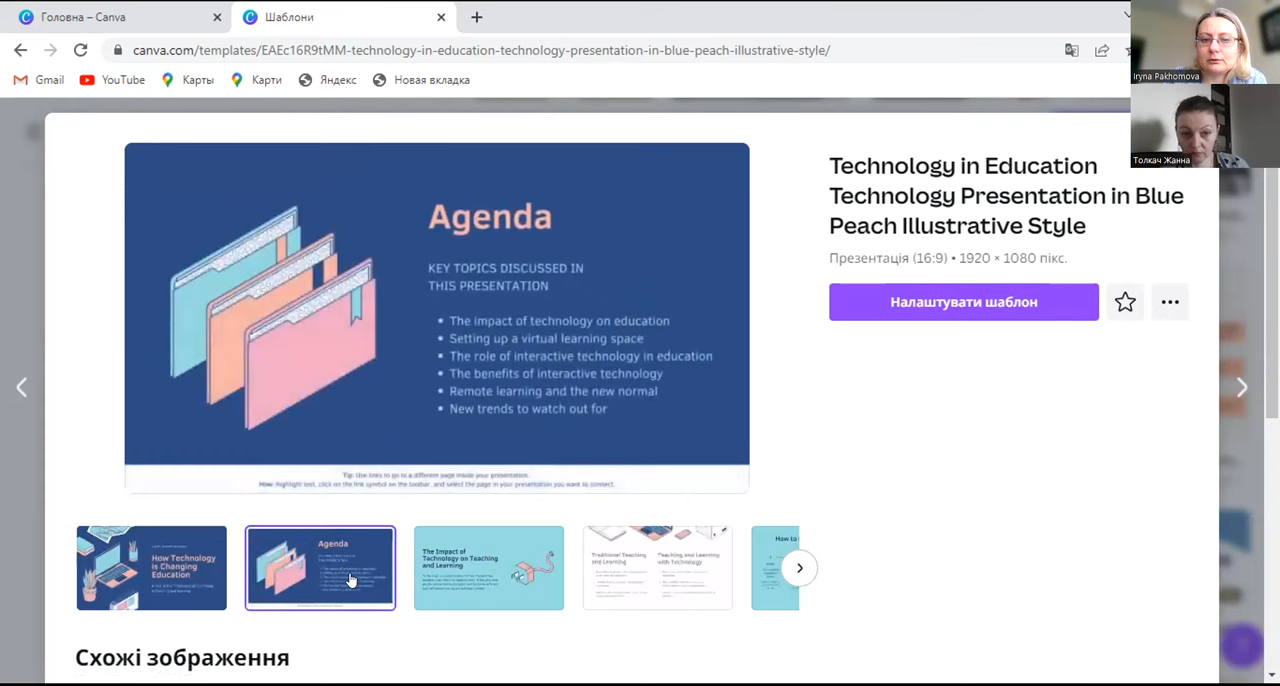 Головна – Canva
Шаблони
canva.com/templates/EAEc16R9tMM-technology-in-education-technology-presentation-in-blue-peach-illustrative-style/
Gmail
YouTube
Карты
Карти
Яндекс
Новая вкладка
Iryna Pakhomova
Толкач Жанна
Agenda
KEY TOPICS DISCUSSED IN
THIS PRESENTATION
• The impact of technology on education
• Setting up a virtual learning space
• The role of interactive technology in education
• The benefits of interactive technology
• Remote learning and the new normal
• New trends to watch out for
Tip: Use links to go to a different page inside your presentation.
How: Highlight text, click on the link symbol on the toolbar, and select the page in your presentation you want to connect.
Technology in Education
Technology Presentation in Blue
Peach Illustrative Style
Презентація (16:9) • 1920 × 1080 пікс.
Налаштувати шаблон
How Technology
is Changing
Education
Agenda
The Impact of
Technology on Teaching
and Learning
Traditional Teaching
and Learning
Teaching and Learning
with Technology
How to
Схожі зображення